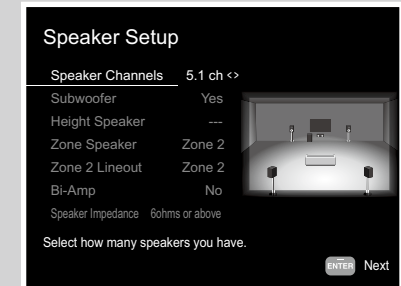 Speaker Setup
Speaker Channels 5.1 ch <>
Subwoofer Yes
Height Speaker ---
Zone Speaker Zone 2
Zone 2 Lineout Zone 2
Bi-Amp No
Speaker Impedance 6ohms or above
Select how many speakers you have.
ENTER Next